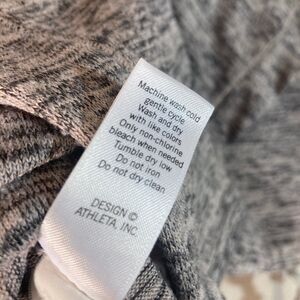 Machine wash cold
gentle cycle
Wash and dry
with like colors
Only non-chlorine
bleach when needed
Tumble dry low
Do not iron
Do not dry clean
DESIGN ©
ATHLETA, INC.